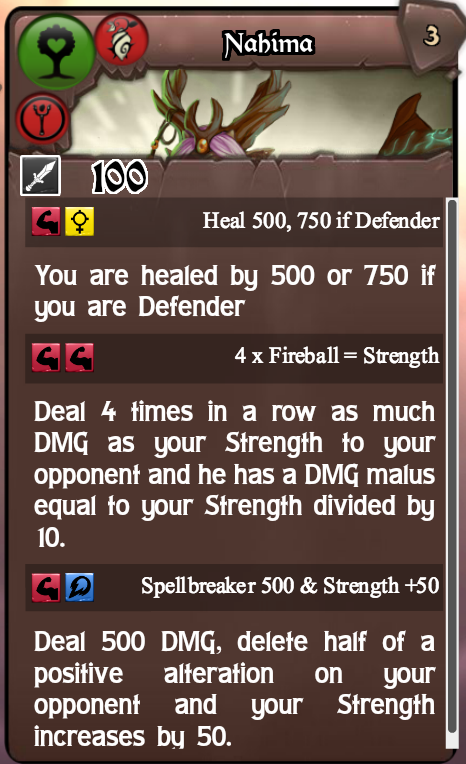 Nahima
3
100
Heal 500, 750 if Defender
You are healed by 500 or 750 if
you are Defender
4 x Fireball = Strength
Deal 4 times in a row as much
DMG as your Strength to your
opponent and he has a DMG malus
equal to your Strength divided by
10.
Spellbreaker 500 & Strength +50
Deal 500 DMG, delete half of a
positive alteration on your
opponent and your Strength
increases by 50.